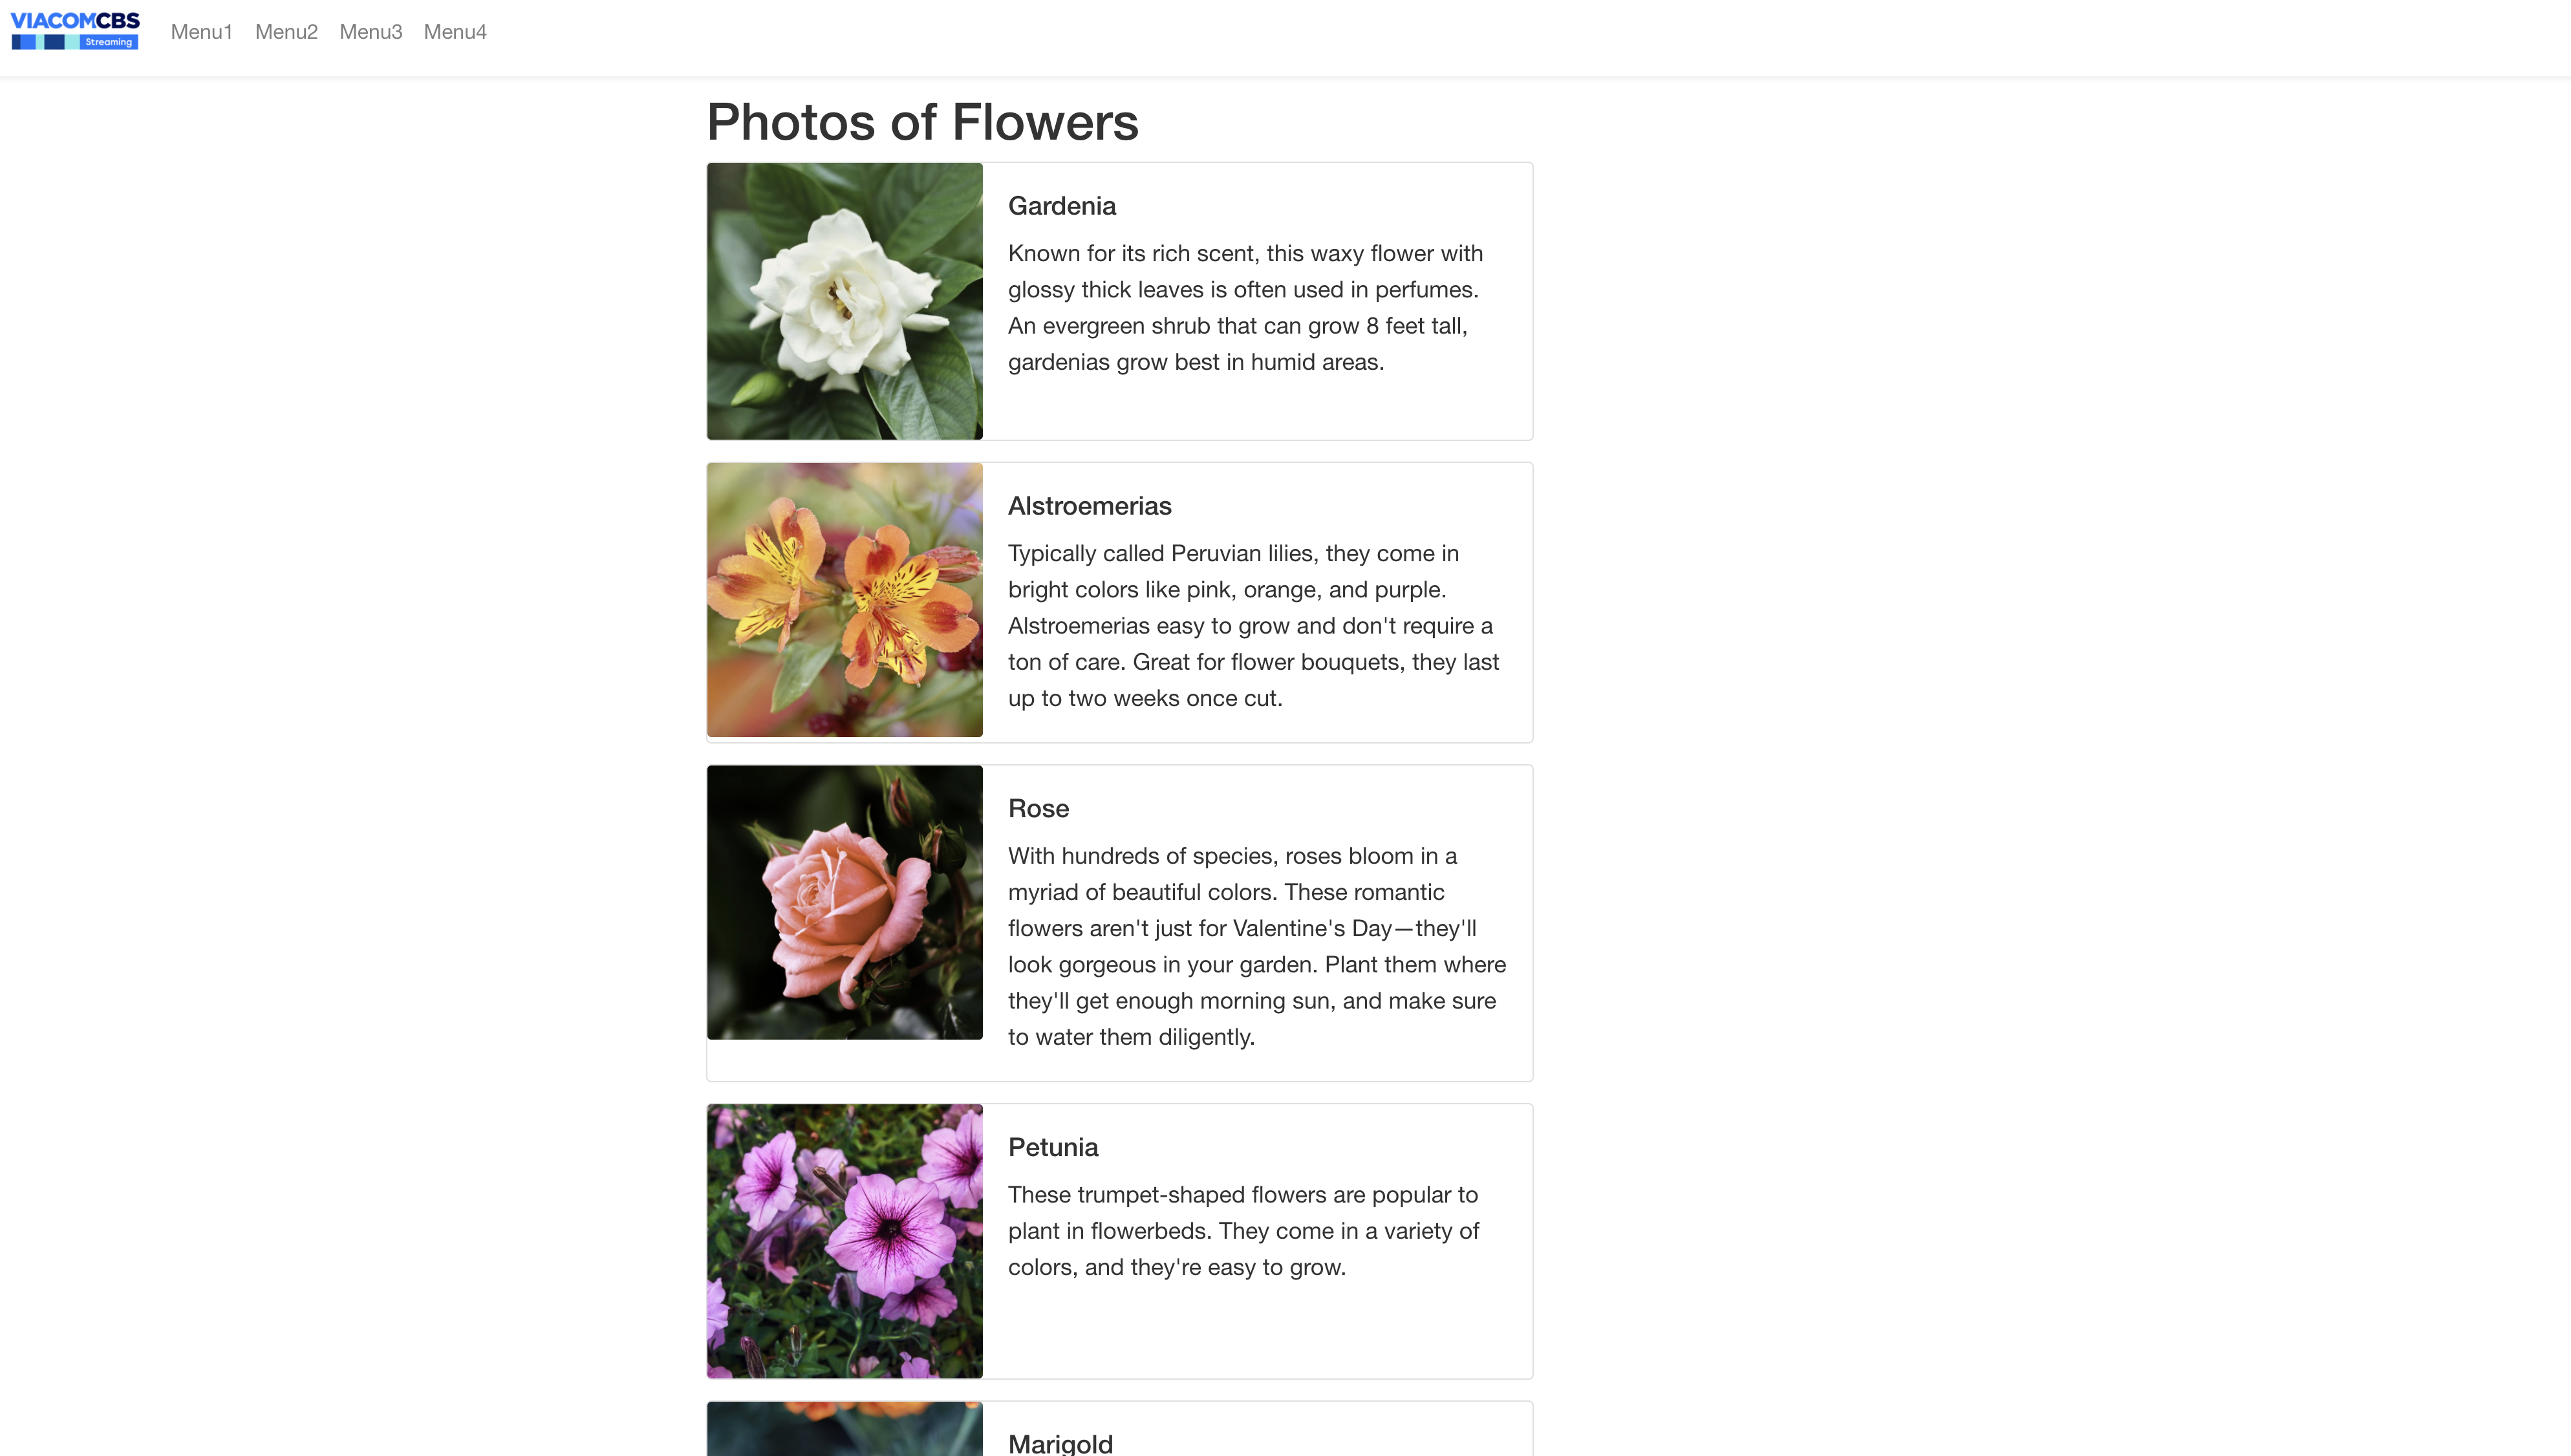 VIACOMCBS
Streaming
Menu1 Menu2 Menu3 Menu4
Photos of Flowers
Gardenia
Known for its rich scent, this waxy flower with
glossy thick leaves is often used in perfumes.
An evergreen shrub that can grow 8 feet tall,
gardenias grow best in humid areas.
Alstroemerias
Typically called Peruvian lilies, they come in
bright colors like pink, orange, and purple.
Alstroemerias easy to grow and don't require a
ton of care. Great for flower bouquets, they last
up to two weeks once cut.
Rose
With hundreds of species, roses bloom in a
myriad of beautiful colors. These romantic
flowers aren't just for Valentine's Day—they'll
look gorgeous in your garden. Plant them where
they'll get enough morning sun, and make sure
to water them diligently.
Petunia
These trumpet-shaped flowers are popular to
plant in flowerbeds. They come in a variety of
colors, and they're easy to grow.
Marigold